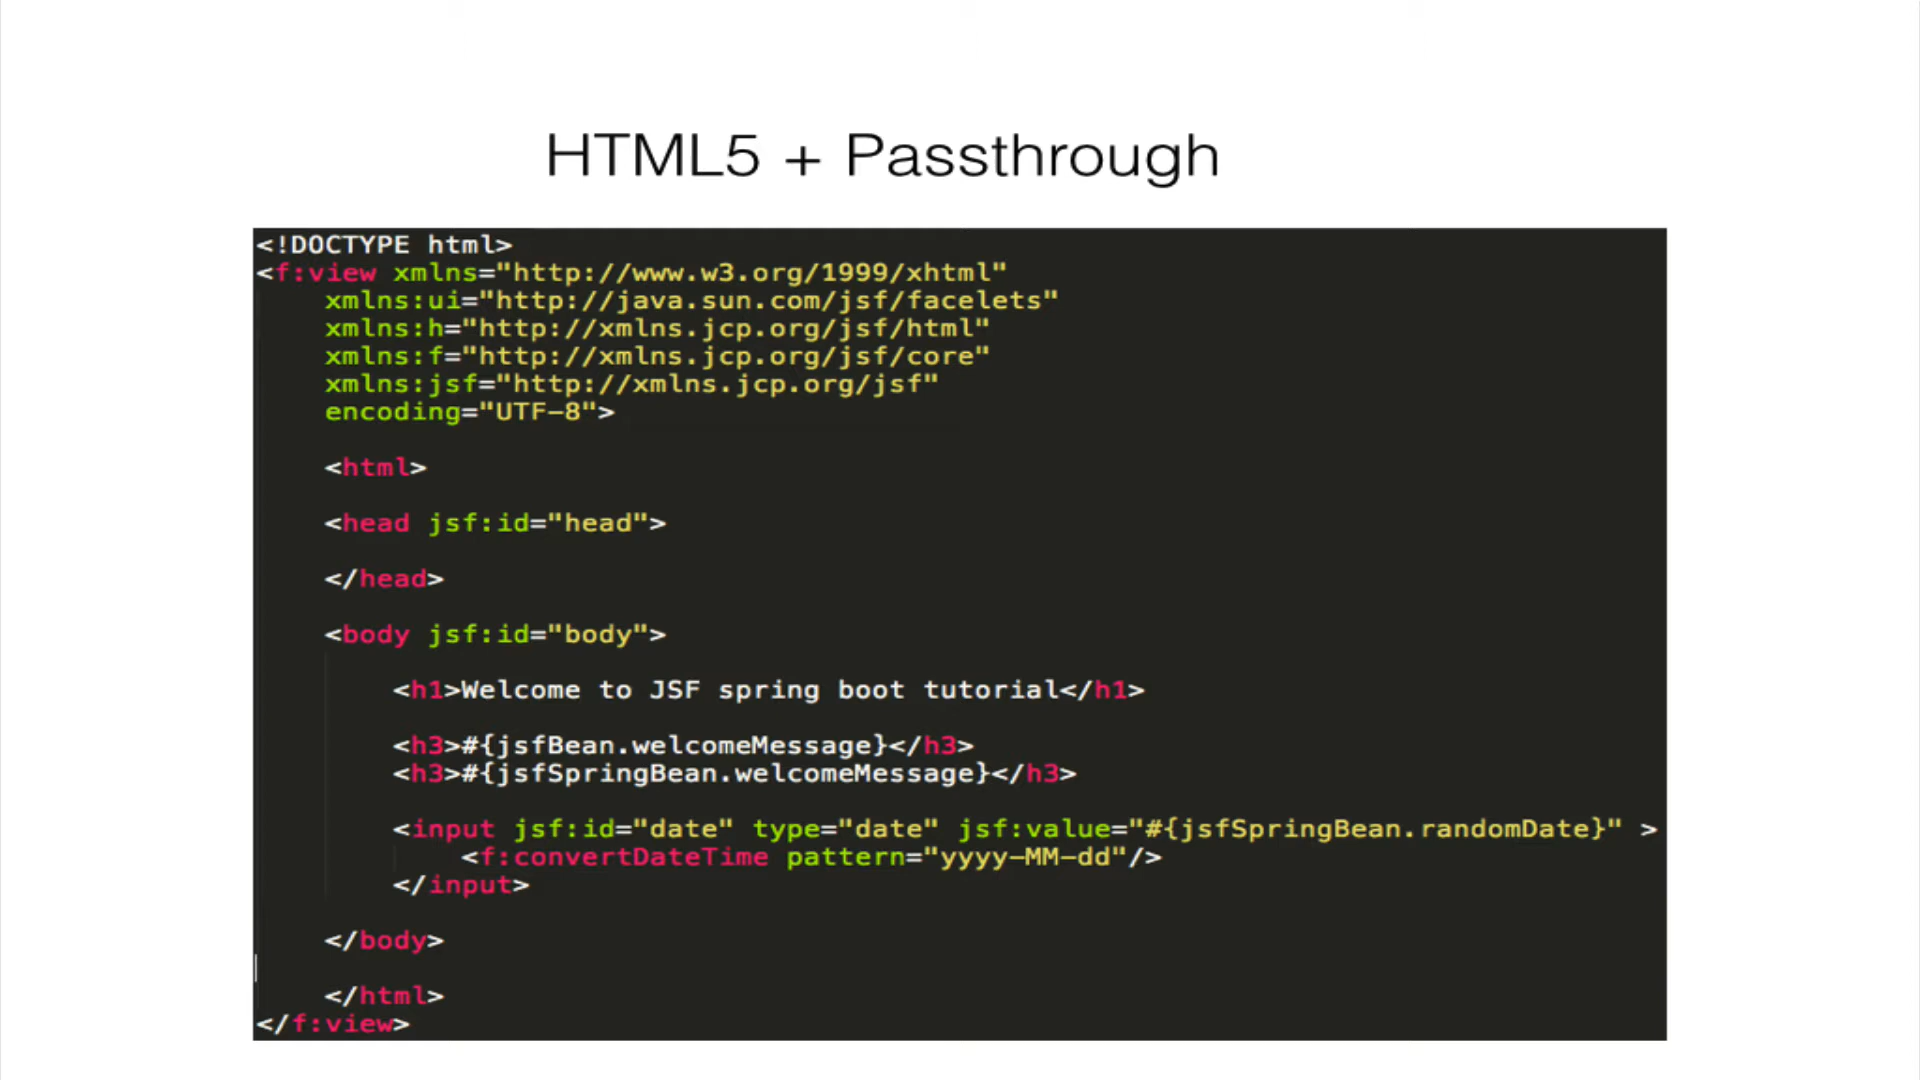 HTML5 + Passthrough
<!DOCTYPE html>
<f:view xmlns="http://www.w3.org/1999/xhtml"
xmlns:ui="http://java.sun.com/jsf/facelets"
xmlns:h="http://xmlns.jcp.org/jsf/html"
xmlns:f="http://xmlns.jcp.org/jsf/core"
xmlns:jsf="http://xmlns.jcp.org/jsf"
encoding="UTF-8">
<html>
<head jsf:id="head">
</head>
<body jsf:id="body">
<h1>Welcome to JSF spring boot tutorial</h1>
<h3>#{jsfBean.welcomeMessage}</h3>
<h3>#{jsfSpringBean.welcomeMessage}</h3>
<input jsf:id="date" type="date" jsf:value="#{jsfSpringBean.randomDate}" >
<f:convertDateTime pattern="yyyy-MM-dd"/>
</input>
</body>
</html>
</f:view>